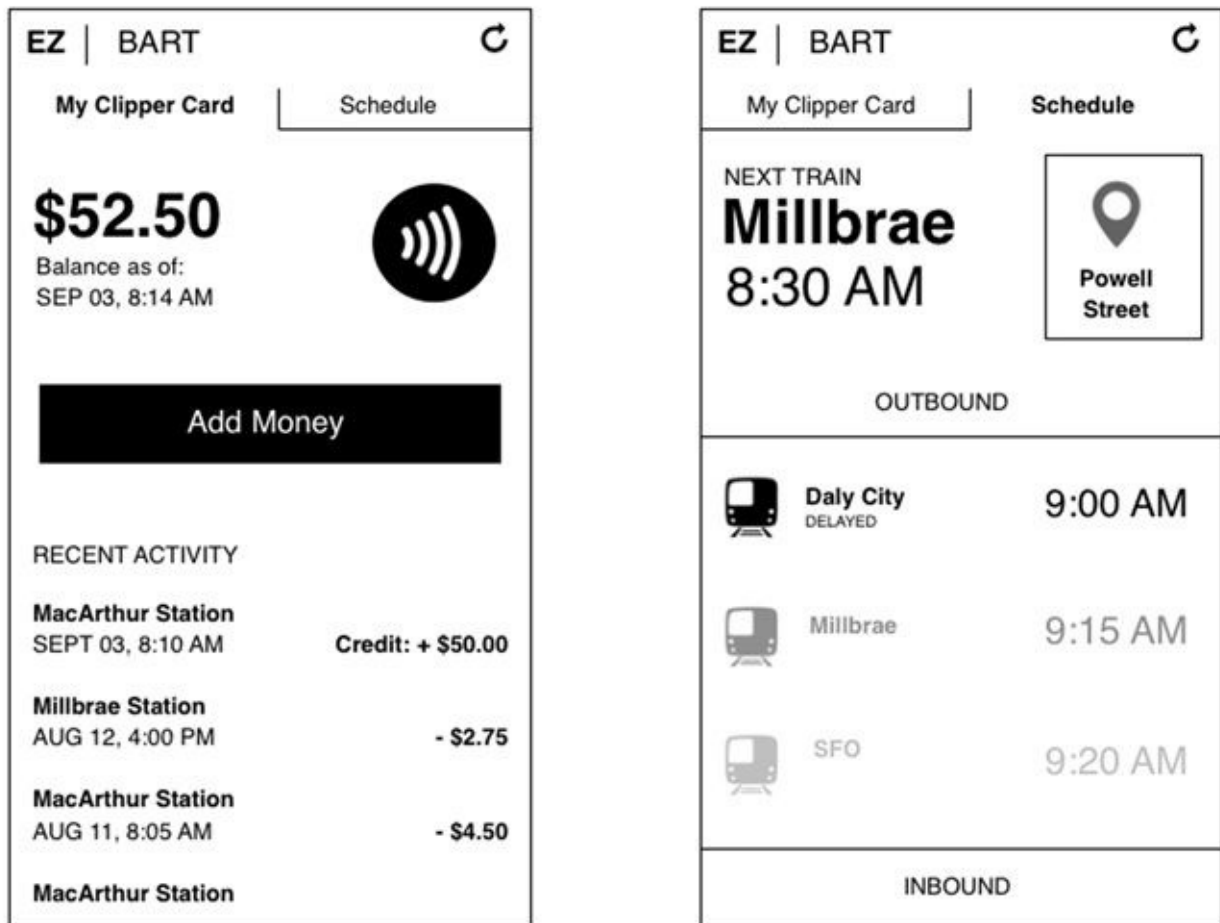 EZ | BART
My Clipper Card
Schedule
$52.50
Balance as of:
SEP 03, 8:14 AM
Add Money
RECENT ACTIVITY
MacArthur Station
SEPT 03, 8:10 AM Credit: + $50.00
Millbrae Station
AUG 12, 4:00 PM - $2.75
MacArthur Station
AUG 11, 8:05 AM - $4.50
MacArthur Station
EZ | BART
My Clipper Card
Schedule
NEXT TRAIN
Millbrae
8:30 AM
Powell
Street
OUTBOUND
Daly City 9:00 AM
DELAYED
Millbrae 9:15 AM
SFO 9:20 AM
INBOUND